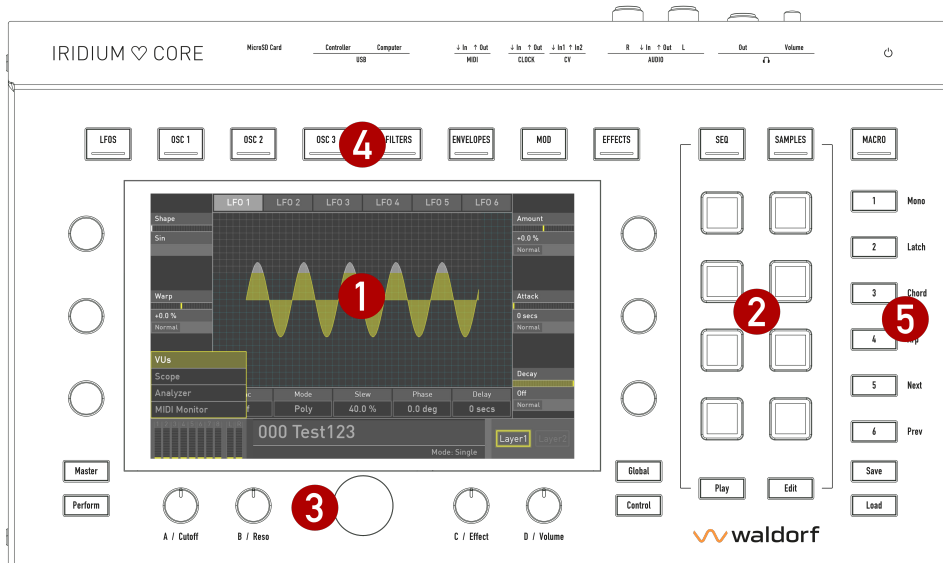 IRIDIUM ♡ CORE
MicroSD Card
Controller Computer
USB
↓ In ↑ Out
MIDI
↓ In ↑ Out
CLOCK
↓ In1 ↑ In2
CV
R ↓ In ↑ Out L
AUDIO
Out Volume
LFOS OSC 1 OSC 2 OSC 3 FILTERS ENVELOPES MOD EFFECTS SEQ SAMPLES MACRO
4
LFO 1 LFO 2 LFO 3 LFO 4 LFO 5 LFO 6
Shape
Sin
Amount
+0.0 %
Normal
Warp
+0.0 %
Normal
Attack
0 secs
Normal
1
2
VUs
Scope
Analyzer
MIDI Monitor
Decay
Off
Normal
Mode Slew Phase Delay
Poly 40.0 % 0.0 deg 0 secs
000 Test123
Mode: Single
Layer1 Layer2
1 Mono
2 Latch
3 Chord
4
5
5 Next
6 Prev
Master
Perform
Global
Control
Play Edit
Save
Load
3
A / Cutoff B / Reso C / Effect D / Volume
waldorf